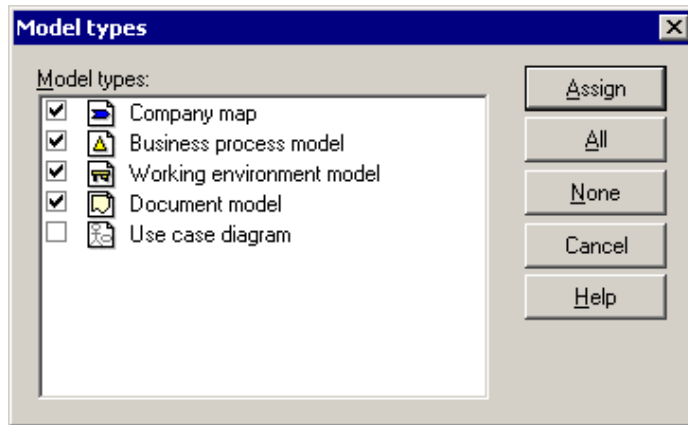 Model types
Model types:
Company map
Business process model
Working environment model
Document model
Use case diagram
Assign
All
None
Cancel
Help